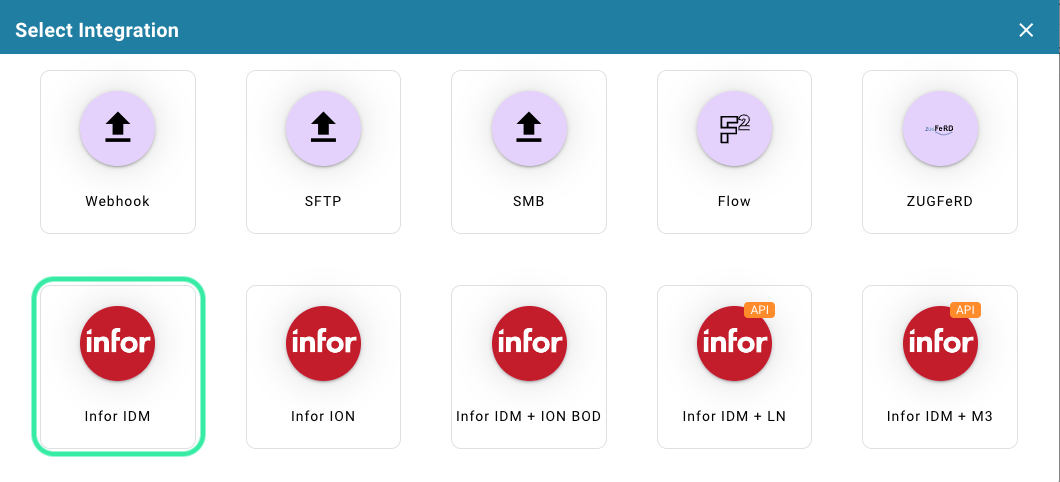 Select Integration
ZUGFeRD
Webhook
SFTP
SMB
Flow
ZUGFeRD
infor
infor
infor
infor
API
infor
API
Infor IDM
Infor ION
Infor IDM + ION BOD
Infor IDM + LN
Infor IDM + M3